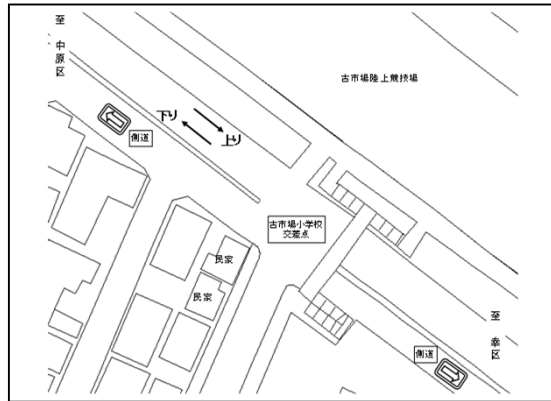 至
中
原
区
古市場陸上競技場
下り
上り
側道
古市場小学校
交差点
民家
民家
至
幸
区
側道